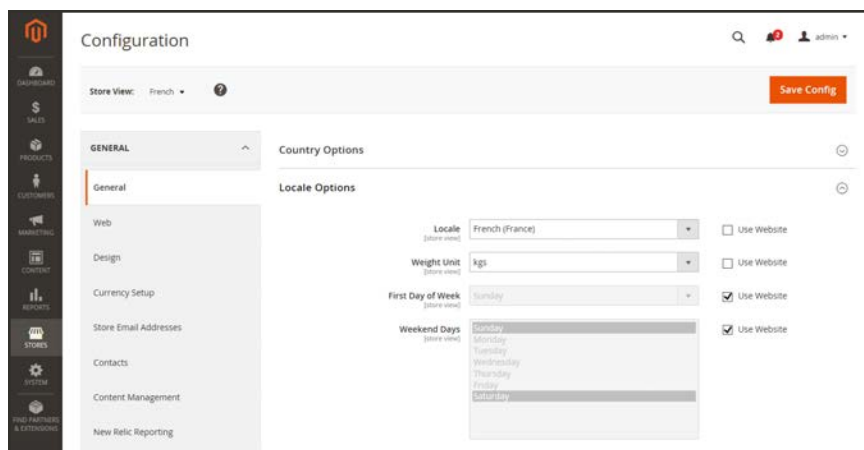 Configuration
2
admin
DASHBOARD
SALES
PRODUCTS
CUSTOMERS
MARKETING
CONTENT
REPORTS
STORES
SYSTEM
FIND PARTNERS
& EXTENSIONS
Store View: French
?
Save Config
GENERAL
General
Web
Design
Currency Setup
Store Email Addresses
Contacts
Content Management
New Relic Reporting
Country Options
Locale Options
Locale French (France) Use Website
[store view]
Weight Unit kgs Use Website
[store view]
First Day of Week Sunday Use Website
[store view]
Weekend Days Sunday Use Website
[store view]
Monday
Tuesday
Wednesday
Thursday
Friday
Saturday